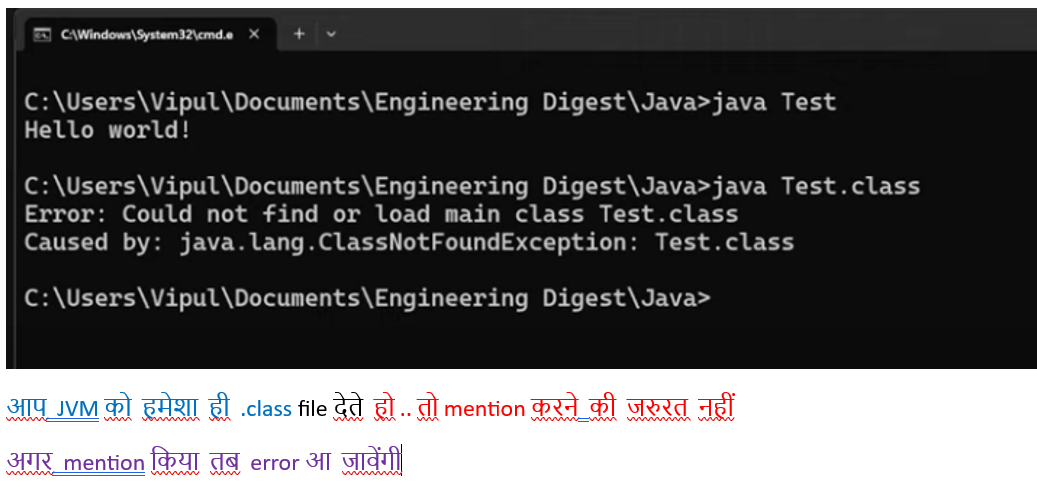 C:\Windows\System32\cmd.e
C:\Users\Vipul\Documents\Engineering Digest\Java>java Test
Hello world!
C:\Users\Vipul\Documents\Engineering Digest\Java>java Test.class
Error: Could not find or load main class Test.class
Caused by: java.lang.ClassNotFoundException: Test.class
C:\Users\Vipul\Documents\Engineering Digest\Java>
आप JVM को हमेशा ही .class file देते हो .. तो mention करने की जरुरत नहीं
अगर mention किया तब error आ जावेंगी